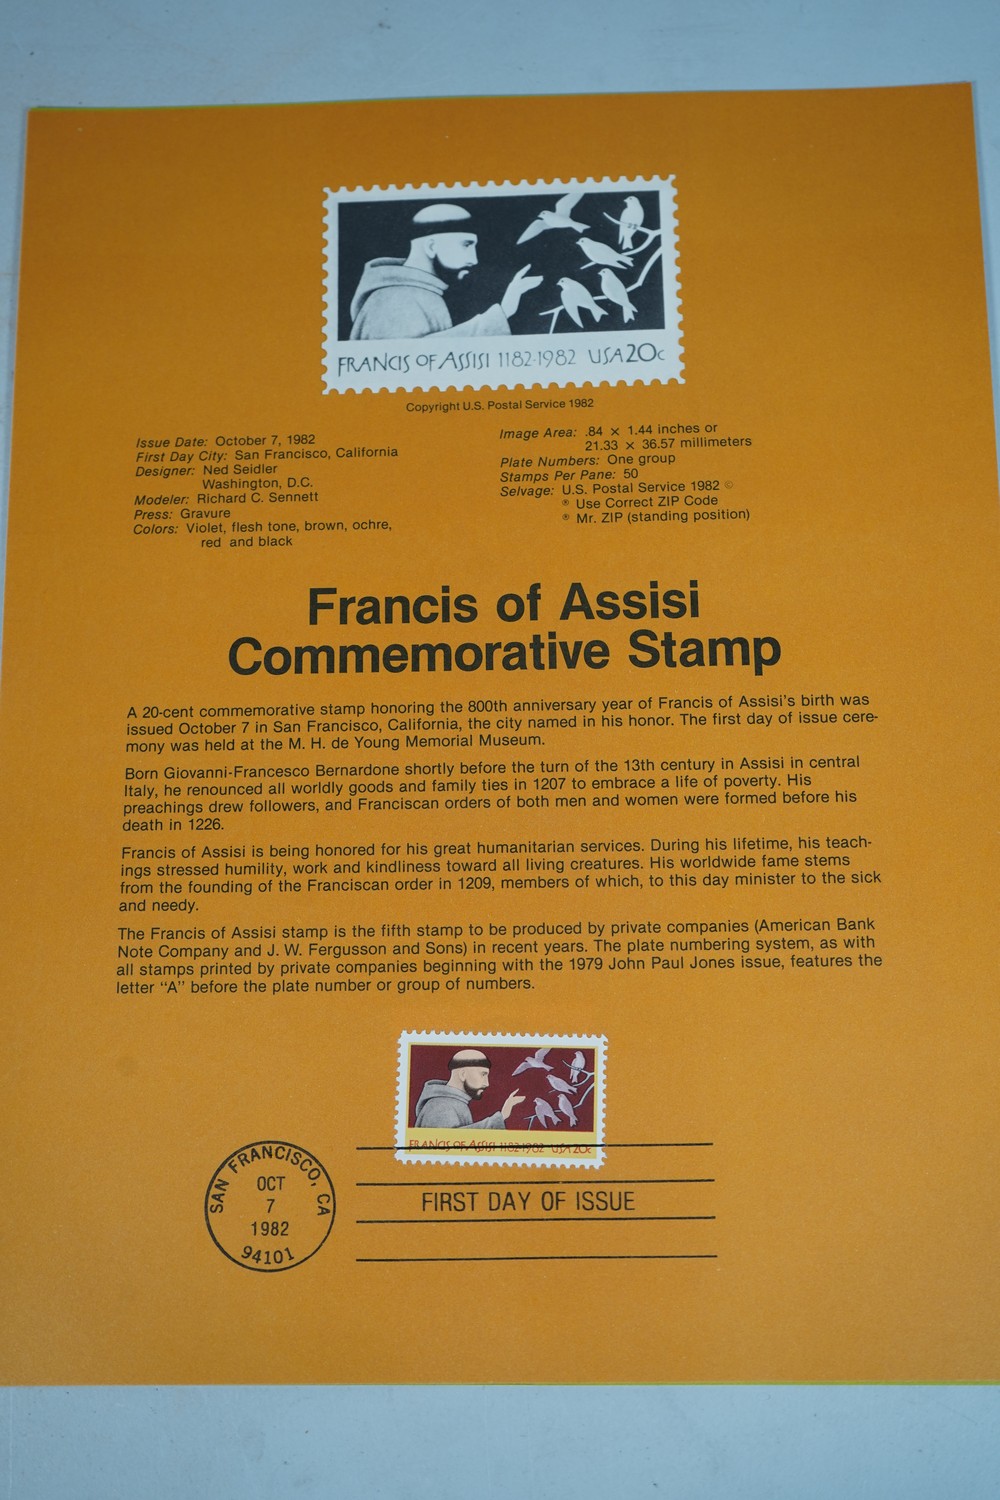 FRANCIS OF ASSISI 1182-1982 USA 20c
Copyright U.S. Postal Service 1982
Issue Date: October 7, 1982
First Day City: San Francisco, California
Designer: Ned Seidler
Washington, D.C.
Modeler: Richard C. Sennett
Press: Gravure
Colors: Violet, flesh tone, brown, ochre,
red and black
Image Area: .84 × 1.44 inches or
21.33 × 36.57 millimeters
Plate Numbers: One group
Stamps Per Pane: 50
Selvage: U.S. Postal Service 1982 ©
® Use Correct ZIP Code
® Mr. ZIP (standing position)
Francis of Assisi
Commemorative Stamp
A 20-cent commemorative stamp honoring the 800th anniversary year of Francis of Assisi's birth was
issued October 7 in San Francisco, California, the city named in his honor. The first day of issue cere-
mony was held at the M. H. de Young Memorial Museum.
Born Giovanni-Francesco Bernardone shortly before the turn of the 13th century in Assisi in central
Italy, he renounced all worldly goods and family ties in 1207 to embrace a life of poverty. His
preachings drew followers, and Franciscan orders of both men and women were formed before his
death in 1226.
Francis of Assisi is being honored for his great humanitarian services. During his lifetime, his teach-
ings stressed humility, work and kindliness toward all living creatures. His worldwide fame stems
from the founding of the Franciscan order in 1209, members of which, to this day minister to the sick
and needy.
The Francis of Assisi stamp is the fifth stamp to be produced by private companies (American Bank
Note Company and J. W. Fergusson and Sons) in recent years. The plate numbering system, as with
all stamps printed by private companies beginning with the 1979 John Paul Jones issue, features the
letter "A" before the plate number or group of numbers.
FRANCIS OF ASSISI 1182-1982 USA 20c
SAN FRANCISCO, CA
OCT
7
1982
94101
FIRST DAY OF ISSUE